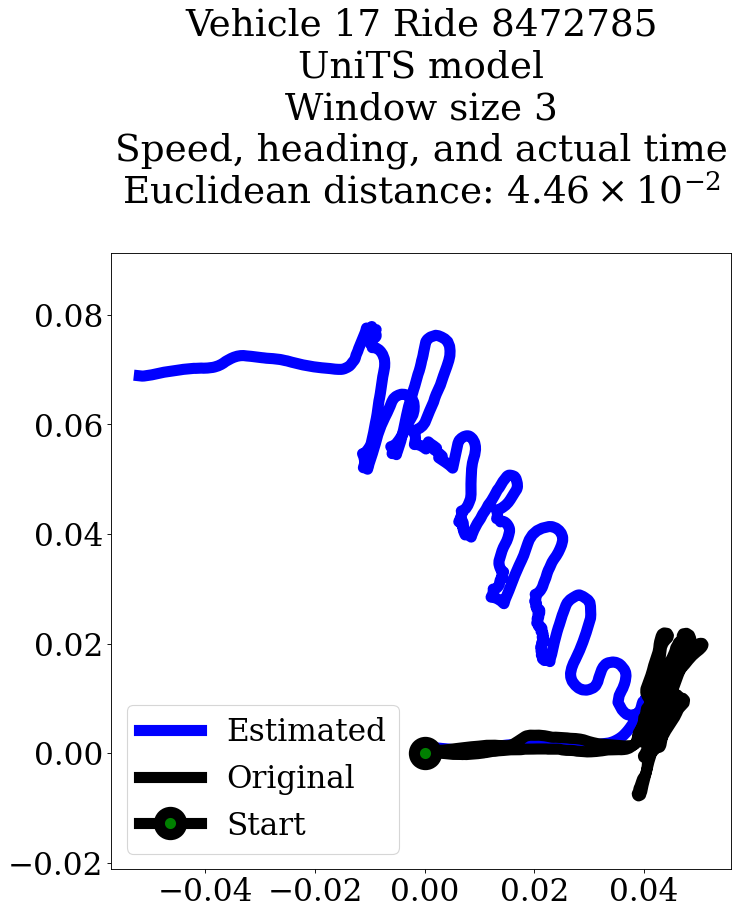 Vehicle 17 Ride 8472785
UniTS model
Window size 3
Speed, heading, and actual time
Euclidean distance: $4.46 \times 10^{-2}$
0.08
0.06
0.04
0.02
0.00
−0.02
Estimated
Original
Start
−0.04 −0.02 0.00 0.02 0.04